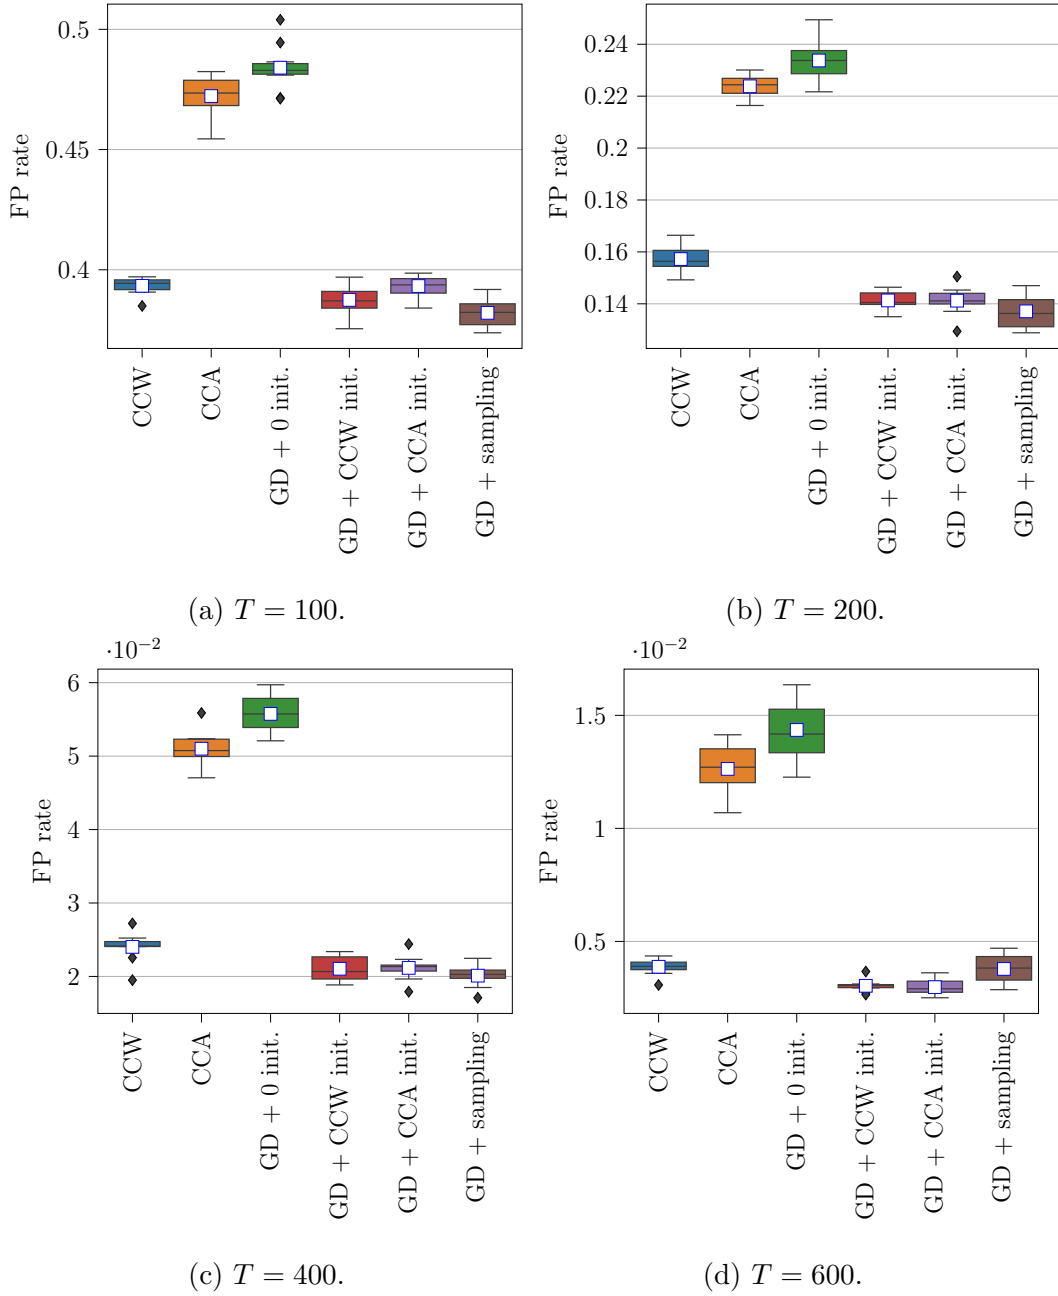 0.5
0.45
0.4
FP rate
CCW
CCA
GD + 0 init.
GD + CCW init.
GD + CCA init.
GD + sampling
(a) T = 100.
0.24
0.22
0.2
0.18
0.16
0.14
FP rate
CCW
CCA
GD + 0 init.
GD + CCW init.
GD + CCA init.
GD + sampling
(b) T = 200.
·10⁻²
6
5
4
3
2
FP rate
CCW
CCA
GD + 0 init.
GD + CCW init.
GD + CCA init.
GD + sampling
(c) T = 400.
·10⁻²
1.5
1
0.5
FP rate
CCW
CCA
GD + 0 init.
GD + CCW init.
GD + CCA init.
GD + sampling
(d) T = 600.